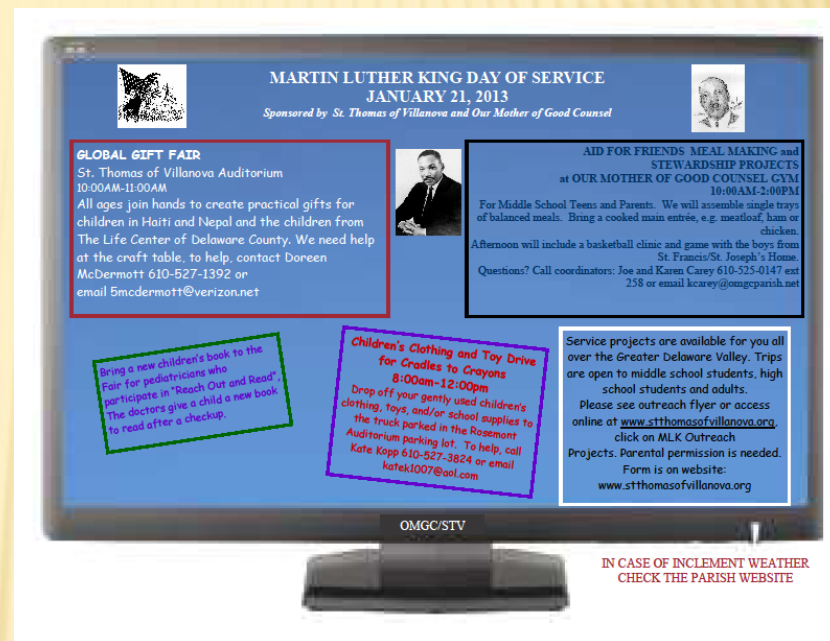 MARTIN LUTHER KING DAY OF SERVICE
JANUARY 21, 2013
Sponsored by St. Thomas of Villanova and Our Mother of Good Counsel
GLOBAL GIFT FAIR
St. Thomas of Villanova Auditorium
10:00AM-11:00AM
All ages join hands to create practical gifts for
children in Haiti and Nepal and the children from
The Life Center of Delaware County. We need help
at the craft table, to help, contact Doreen
McDermott 610-527-1392 or
email 5mcdermott@verizon.net
AID FOR FRIENDS MEAL MAKING and
STEWARDSHIP PROJECTS
at OUR MOTHER OF GOOD COUNSEL GYM
10:00AM-2:00PM
For Middle School Teens and Parents. We will assemble single trays
of balanced meals. Bring a cooked main entrée, e.g. meatloaf, ham or
chicken.
Afternoon will include a basketball clinic and game with the boys from
St. Francis/St. Joseph's Home.
Questions? Call coordinators: Joe and Karen Carey 610-525-0147 ext
258 or email kcarey@omgcparish.net
Bring a new children's book to the
Fair for pediatricians who
participate in "Reach Out and Read".
The doctors give a child a new book
to read after a checkup.
Children's Clothing and Toy Drive
for Cradles to Crayons
8:00am-12:00pm
Drop off your gently used children's
clothing, toys, and/or school supplies to
the truck parked in the Rosemont
Auditorium parking lot. To help, call
Kate Kopp 610-527-3824 or email
katek1007@aol.com
Service projects are available for you all
over the Greater Delaware Valley. Trips
are open to middle school students, high
school students and adults.
Please see outreach flyer or access
online at www.stthomasofvillanova.org,
click on MLK Outreach
Projects. Parental permission is needed.
Form is on website:
www.stthomasofvillanova.org
OMGC/STV
IN CASE OF INCLEMENT WEATHER
CHECK THE PARISH WEBSITE